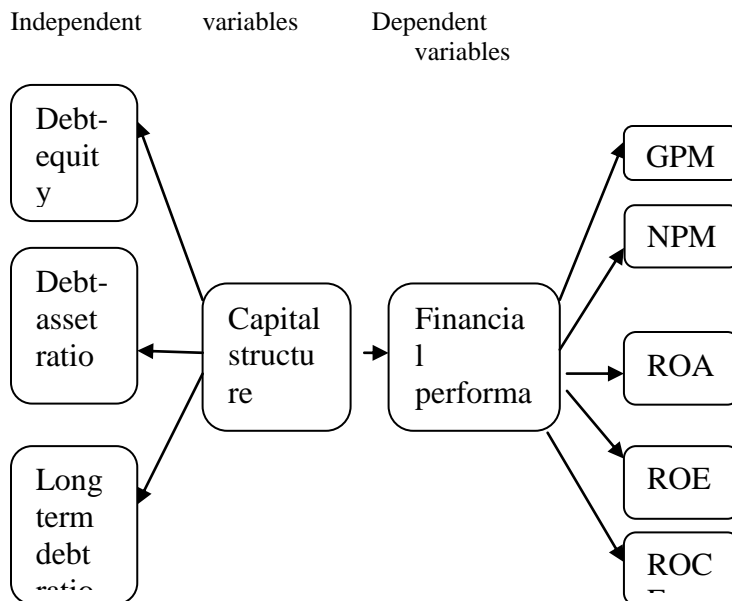 Independent variables Dependent
variables
Debt-
equit
y
Debt-
asset
ratio
Long
term
debt
ratio
Capital
structu
re
Financia
l
performa
GPM
NPM
ROA
ROE
ROC
E